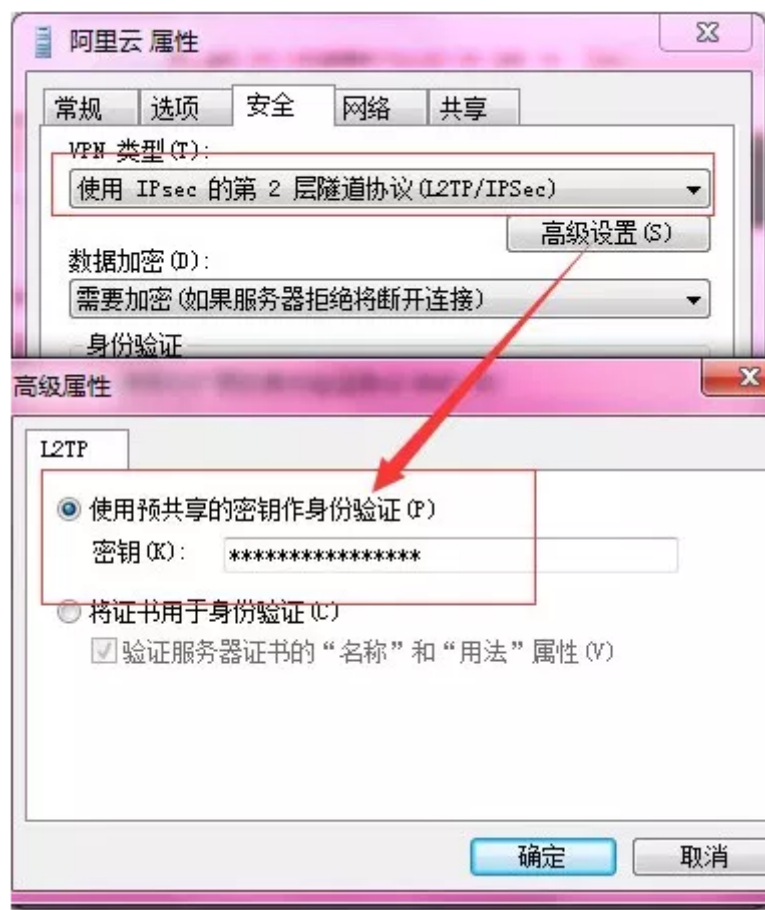 阿里云 属性
常规 选项 安全 网络 共享
VPN 类型(T):
使用 IPsec 的第 2 层隧道协议(L2TP/IPSec)
高级设置(S)
数据加密(D):
需要加密(如果服务器拒绝将断开连接)
身份验证
高级属性
L2TP
使用预共享的密钥作身份验证(P)
密钥(K): ****************
将证书用于身份验证(C)
验证服务器证书的“名称”和“用法”属性(V)
确定 取消